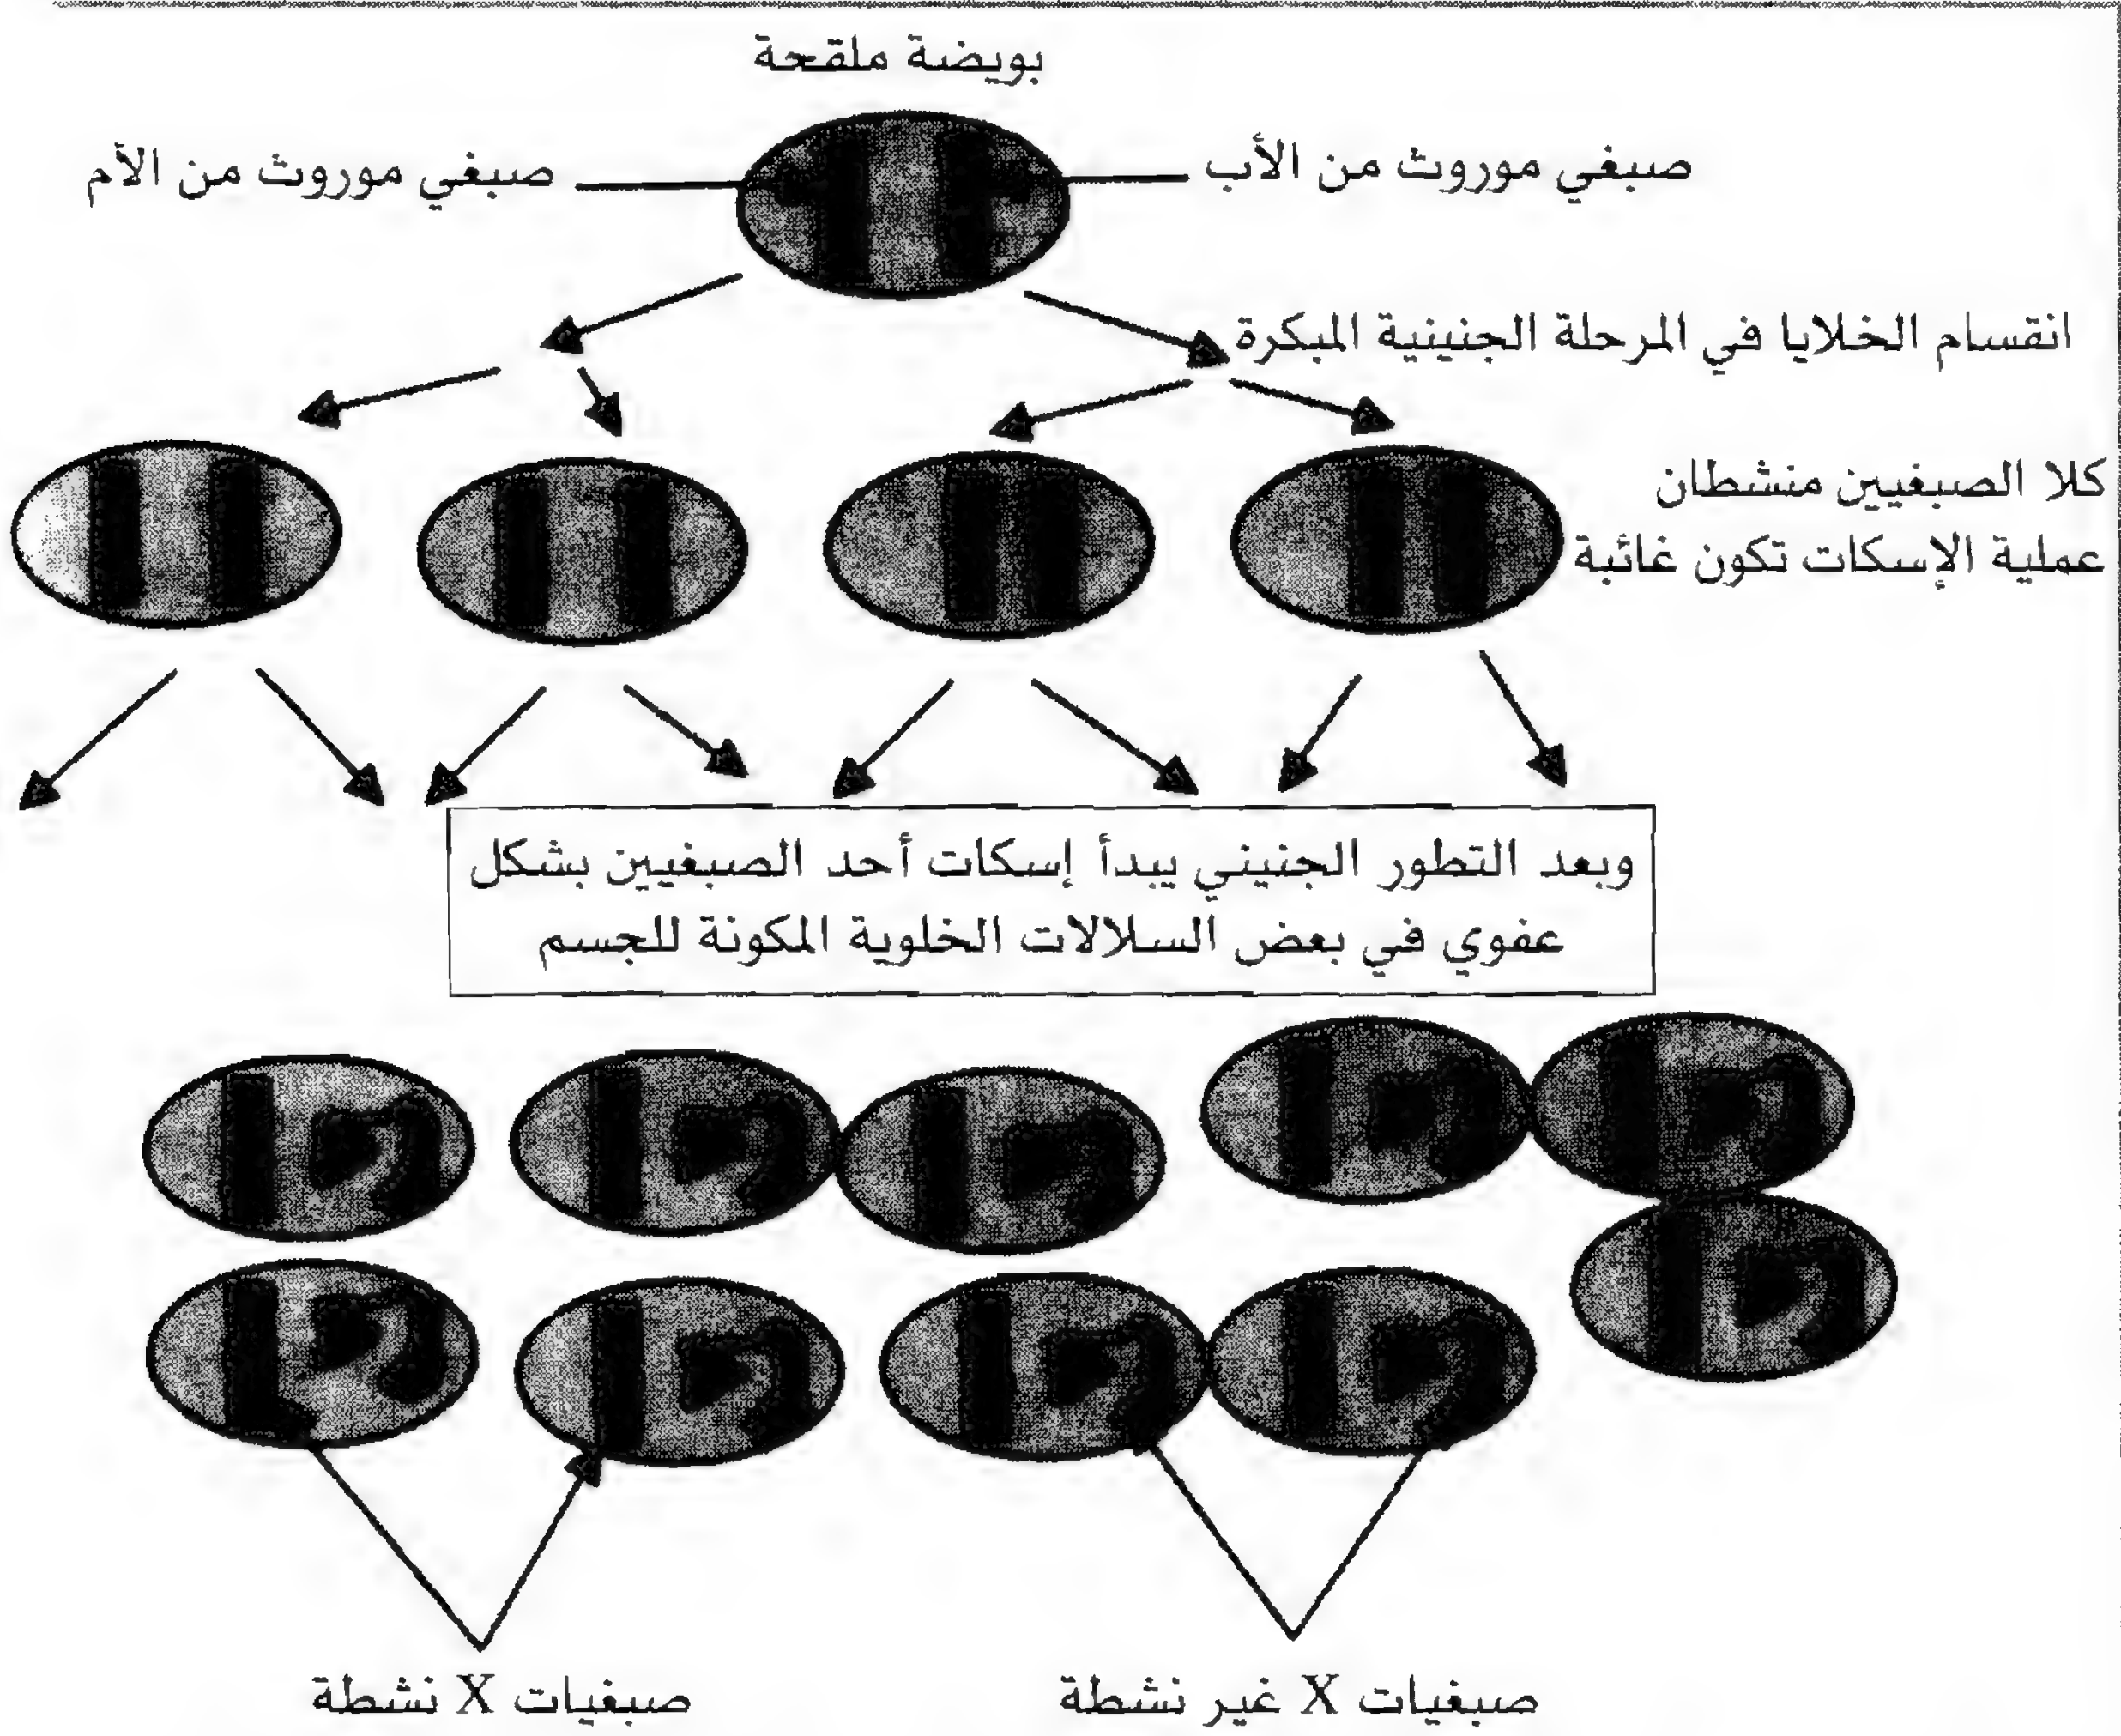 بويضة ملقحة
صبغي موروث من الأب
صبغي موروث من الأم
انقسام الخلايا في المرحلة الجنينية المبكرة
كلا الصبغيين منشطان
عملية الإسكات تكون غائبة
وبعد التطور الجنيني يبدأ إسكات أحد الصبغيين بشكل
عفوي في بعض السلالات الخلوية المكونة للجسم
صبغيات X غير نشطة
صبغيات X نشطة